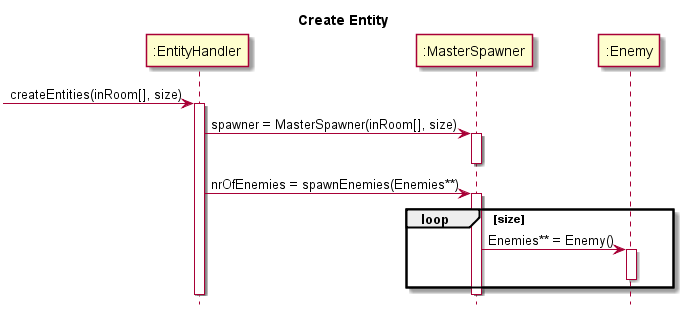 Create Entity
:EntityHandler
:MasterSpawner
:Enemy
createEntities(inRoom[], size)
spawner = MasterSpawner(inRoom[], size)
nrOfEnemies = spawnEnemies(Enemies**)
loop [size]
Enemies** = Enemy()